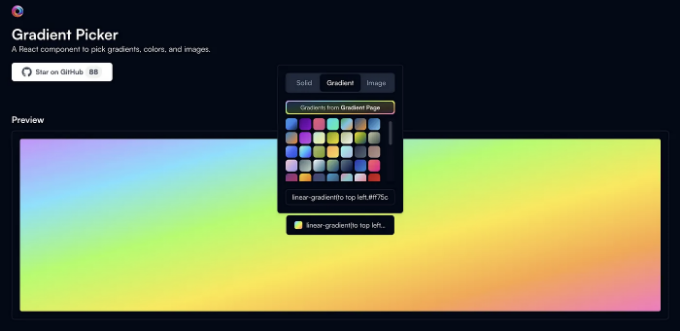 Gradient Picker
A React component to pick gradients, colors, and images.
Star on GitHub 88
Solid Gradient Image
Gradients from Gradient Page
Preview
linear-gradient(to top left,#ff75c
linear-gradient(to top left...